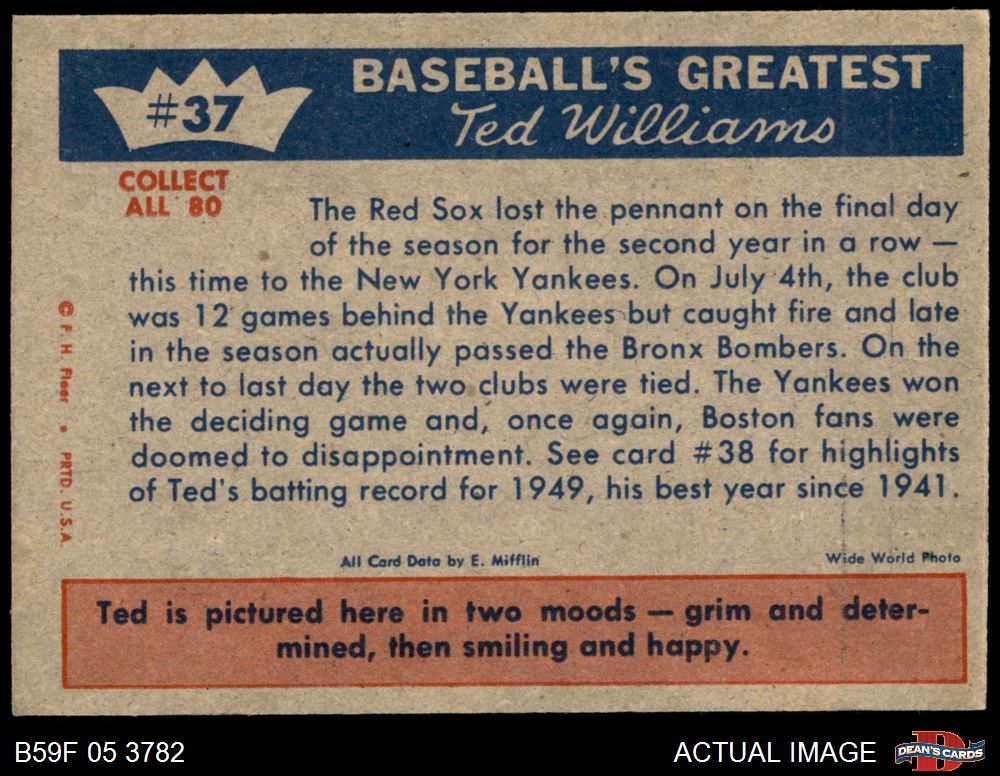 #37
BASEBALL'S GREATEST
Ted Williams
COLLECT
ALL 80
The Red Sox lost the pennant on the final day
of the season for the second year in a row —
this time to the New York Yankees. On July 4th, the club
was 12 games behind the Yankees but caught fire and late
in the season actually passed the Bronx Bombers. On the
next to last day the two clubs were tied. The Yankees won
the deciding game and, once again, Boston fans were
doomed to disappointment. See card #38 for highlights
of Ted's batting record for 1949, his best year since 1941.
© F. H. Fleer • PRTD. U.S.A.
All Card Data by E. Mifflin
Wide World Photo
Ted is pictured here in two moods — grim and deter-
mined, then smiling and happy.
B59F 05 3782
ACTUAL IMAGE
DEAN'S CARDS